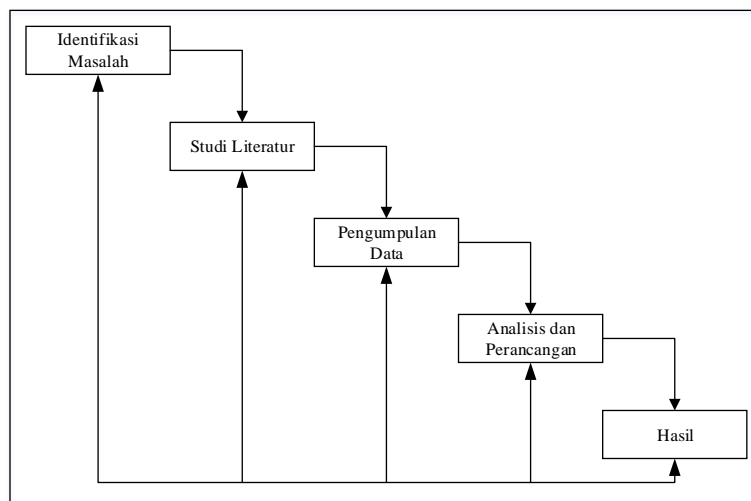 Identifikasi
Masalah
Studi Literatur
Pengumpulan
Data
Analisis dan
Perancangan
Hasil